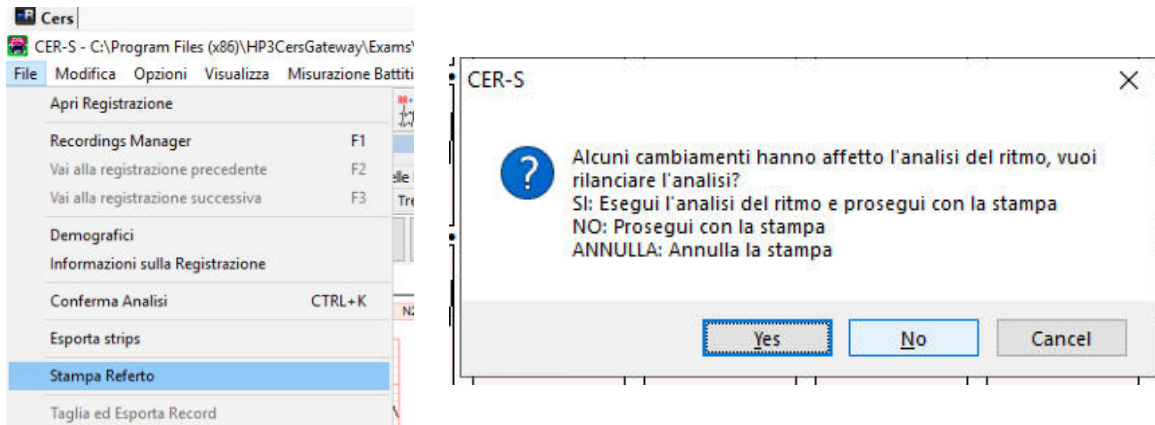 Cers
CER-S - C:\Program Files (x86)\HP3CersGateway\Exams\
File Modifica Opzioni Visualizza Misurazione Battiti
Apri Registrazione
Recordings Manager F1
Vai alla registrazione precedente F2
Vai alla registrazione successiva F3
Demografici
Informazioni sulla Registrazione
Conferma Analisi CTRL+K
Esporta strips
Stampa Referto
Taglia ed Esporta Record
CER-S
Alcuni cambiamenti hanno affetto l'analisi del ritmo, vuoi
rilanciare l'analisi?
SI: Esegui l'analisi del ritmo e prosegui con la stampa
NO: Prosegui con la stampa
ANNULLA: Annulla la stampa
Yes No Cancel